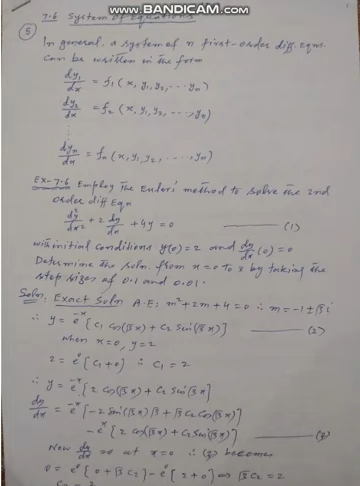 WWW.BANDICAM.COM
7.6 System of Equations
(5)
In general, a system of n first-order diff. eqns.
can be written in the form
dy₁/dx = f₁(x, y₁, y₂, ... yₙ)
dy₂/dx = f₂(x, y₁, y₂, ..., yₙ)
⋮
dyₙ/dx = fₙ(x, y₁, y₂, ..., yₙ)
Ex-7.6 Employ the Euler's method to solve the 2nd
order diff Eqn
d²y/dx² + 2 dy/dx + 4y = 0 —— (1)
with initial conditions y(0) = 2 and dy/dx (0) = 0
Determine the soln. from x = 0 to 3 by taking the
step sizes of 0.1 and 0.01.
Soln: Exact Soln A.E: m² + 2m + 4 = 0 ∴ m = -1 ± √3 i
∴ y = e^-x {C₁ cos(√3 x) + C₂ sin(√3 x)} —— (2)
when x = 0, y = 2
2 = e⁰ {C₁ + 0} ∴ C₁ = 2
∴ y = e^-x {2 cos(√3 x) + C₂ sin(√3 x)}
dy/dx = e^-x {-2 sin(√3 x) √3 + √3 C₂ cos(√3 x)}
- e^-x {2 cos(√3 x) + C₂ sin(√3 x)} —— (3)
Now dy/dx = 0 at x = 0 ∴ (3) becomes
0 = e⁰ {0 + √3 C₂} - e⁰ {2 + 0} ⇒ √3 C₂ = 2